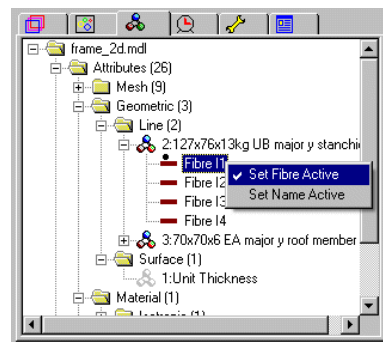 frame_2d.mdl
Attributes (26)
Mesh (9)
Geometric (3)
Line (2)
2:127x76x13kg UB major y stanchi
Fibre I1
Set Fibre Active
Fibre I2
Set Name Active
Fibre I3
Fibre I4
3:70x70x6 EA major y roof member
Surface (1)
1:Unit Thickness
Material (1)
Isotropic (1)